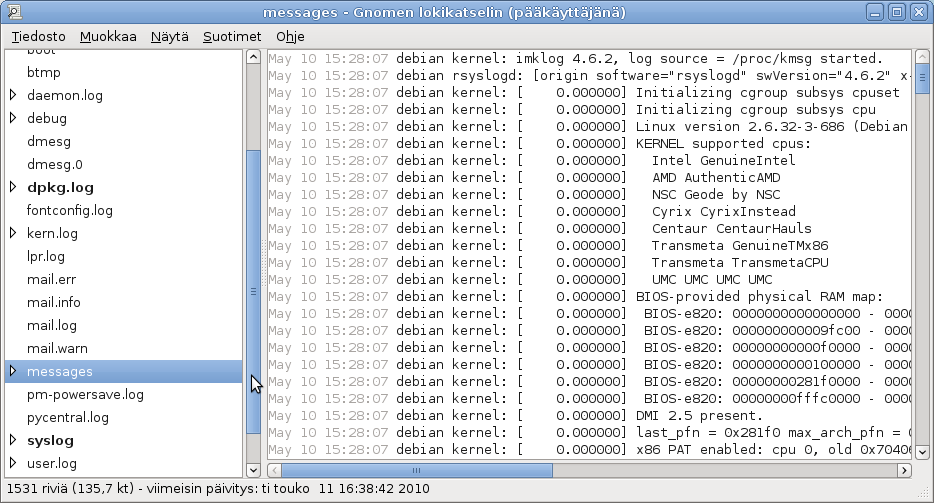 messages - Gnomen lokikatselin (pääkäyttäjänä)
Tiedosto Muokkaa Näytä Suotimet Ohje
boot
btmp
daemon.log
debug
dmesg
dmesg.0
dpkg.log
fontconfig.log
kern.log
lpr.log
mail.err
mail.info
mail.log
mail.warn
messages
pm-powersave.log
pycentral.log
syslog
user.log
May 10 15:28:07 debian kernel: imklog 4.6.2, log source = /proc/kmsg started.
May 10 15:28:07 debian rsyslogd: [origin software="rsyslogd" swVersion="4.6.2" x-
May 10 15:28:07 debian kernel: [    0.000000] Initializing cgroup subsys cpuset
May 10 15:28:07 debian kernel: [    0.000000] Initializing cgroup subsys cpu
May 10 15:28:07 debian kernel: [    0.000000] Linux version 2.6.32-3-686 (Debian
May 10 15:28:07 debian kernel: [    0.000000] KERNEL supported cpus:
May 10 15:28:07 debian kernel: [    0.000000]   Intel GenuineIntel
May 10 15:28:07 debian kernel: [    0.000000]   AMD AuthenticAMD
May 10 15:28:07 debian kernel: [    0.000000]   NSC Geode by NSC
May 10 15:28:07 debian kernel: [    0.000000]   Cyrix CyrixInstead
May 10 15:28:07 debian kernel: [    0.000000]   Centaur CentaurHauls
May 10 15:28:07 debian kernel: [    0.000000]   Transmeta GenuineTMx86
May 10 15:28:07 debian kernel: [    0.000000]   Transmeta TransmetaCPU
May 10 15:28:07 debian kernel: [    0.000000]   UMC UMC UMC UMC
May 10 15:28:07 debian kernel: [    0.000000] BIOS-provided physical RAM map:
May 10 15:28:07 debian kernel: [    0.000000]  BIOS-e820: 0000000000000000 - 0000
May 10 15:28:07 debian kernel: [    0.000000]  BIOS-e820: 000000000009fc00 - 0000
May 10 15:28:07 debian kernel: [    0.000000]  BIOS-e820: 00000000000f0000 - 0000
May 10 15:28:07 debian kernel: [    0.000000]  BIOS-e820: 0000000000100000 - 0000
May 10 15:28:07 debian kernel: [    0.000000]  BIOS-e820: 00000000281f0000 - 0000
May 10 15:28:07 debian kernel: [    0.000000]  BIOS-e820: 00000000fffc0000 - 0000
May 10 15:28:07 debian kernel: [    0.000000] DMI 2.5 present.
May 10 15:28:07 debian kernel: [    0.000000] last_pfn = 0x281f0 max_arch_pfn =
May 10 15:28:07 debian kernel: [    0.000000] x86 PAT enabled: cpu 0, old 0x70406
1531 riviä (135,7 kt) - viimeisin päivitys: ti touko  11 16:38:42 2010